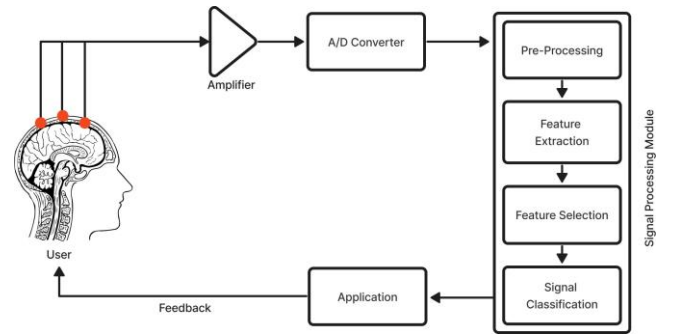 A/D Converter
Amplifier
Pre-Processing
Feature
Extraction
Feature Selection
Signal
Classification
Signal Processing Module
Application
Feedback
User